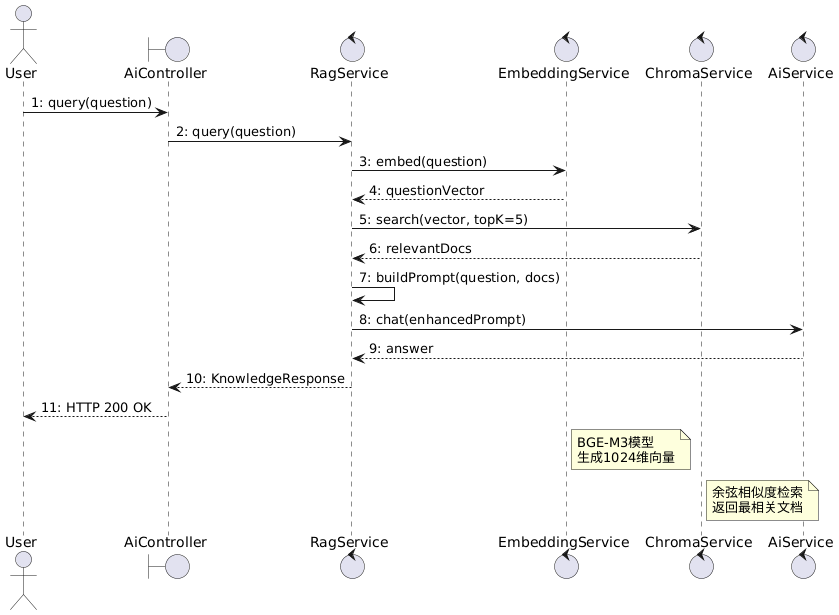 User
AiController
RagService
EmbeddingService
ChromaService
AiService
1: query(question)
2: query(question)
3: embed(question)
4: questionVector
5: search(vector, topK=5)
6: relevantDocs
7: buildPrompt(question, docs)
8: chat(enhancedPrompt)
9: answer
10: KnowledgeResponse
11: HTTP 200 OK
BGE-M3模型
生成1024维向量
余弦相似度检索
返回最相关文档
User
AiController
RagService
EmbeddingService
ChromaService
AiService